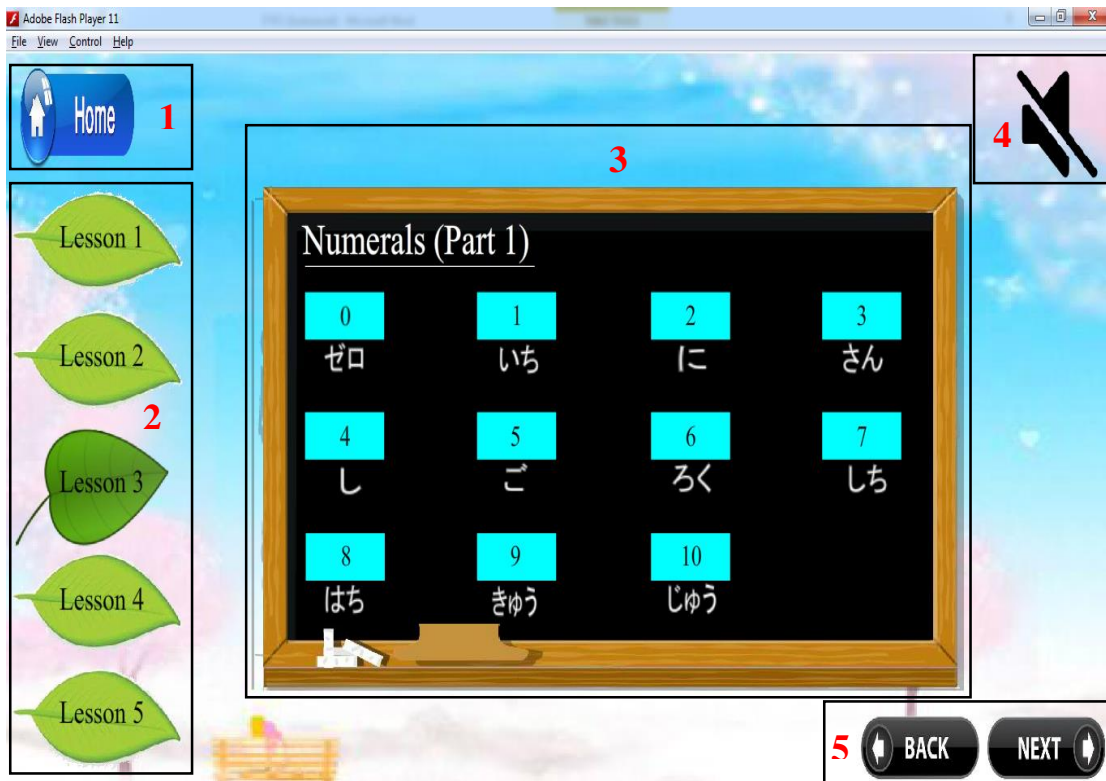 Adobe Flash Player 11
File View Control Help
Home
1
Lesson 1
Lesson 2
2
Lesson 3
Lesson 4
Lesson 5
3
Numerals (Part 1)
0 1 2 3
ゼロ いち に さん
4 5 6 7
し ご ろく しち
8 9 10
はち きゅう じゅう
4
5
BACK NEXT